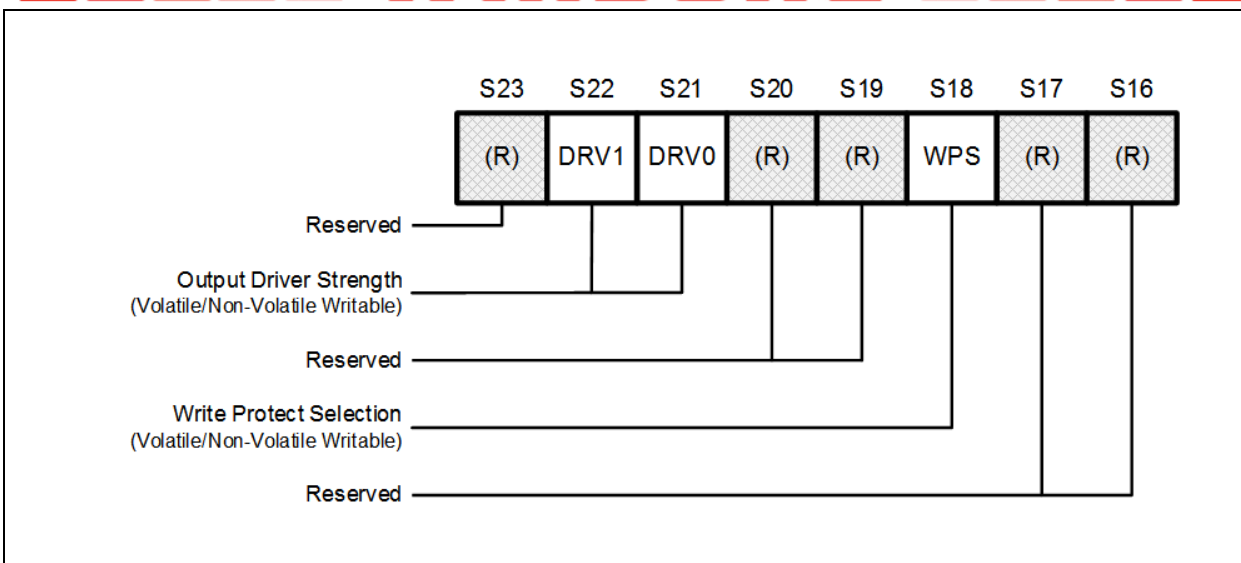 S23 S22 S21 S20 S19 S18 S17 S16
(R) DRV1 DRV0 (R) (R) WPS (R) (R)
Reserved
Output Driver Strength
(Volatile/Non-Volatile Writable)
Reserved
Write Protect Selection
(Volatile/Non-Volatile Writable)
Reserved